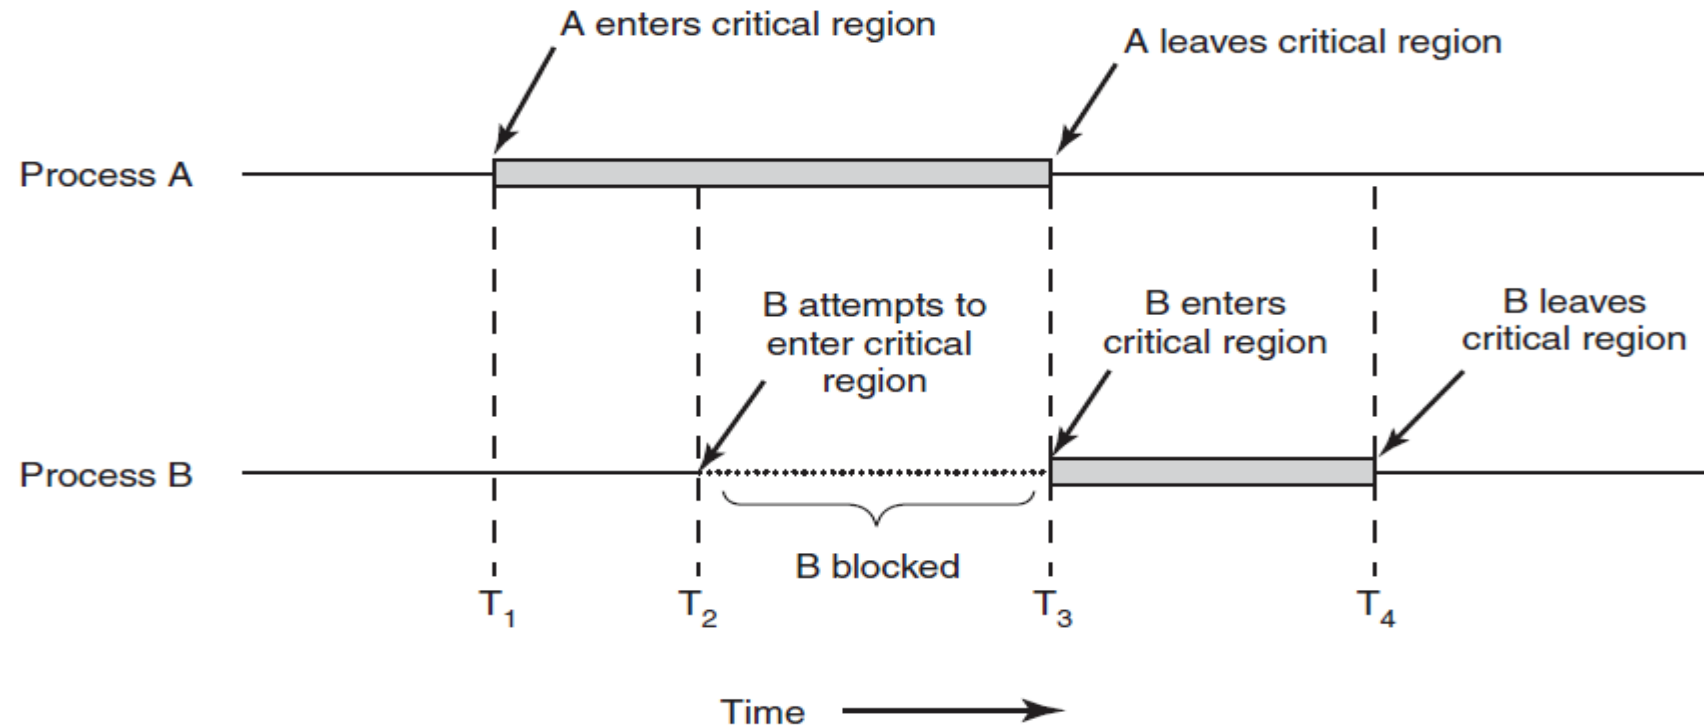 A enters critical region
A leaves critical region
Process A
B attempts to
enter critical
region
B enters
critical region
B leaves
critical region
Process B
B blocked
T1
T2
T3
T4
Time